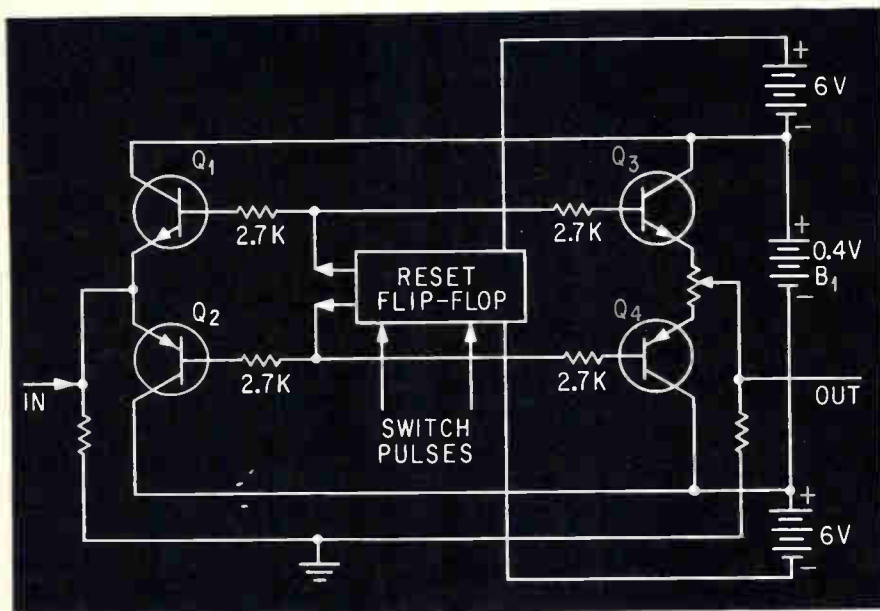 +
6V
-
Q1
Q3
2.7K
2.7K
+
0.4V
B1
-
RESET
FLIP-FLOP
Q2
Q4
2.7K
2.7K
IN
OUT
SWITCH
PULSES
+
6V
-